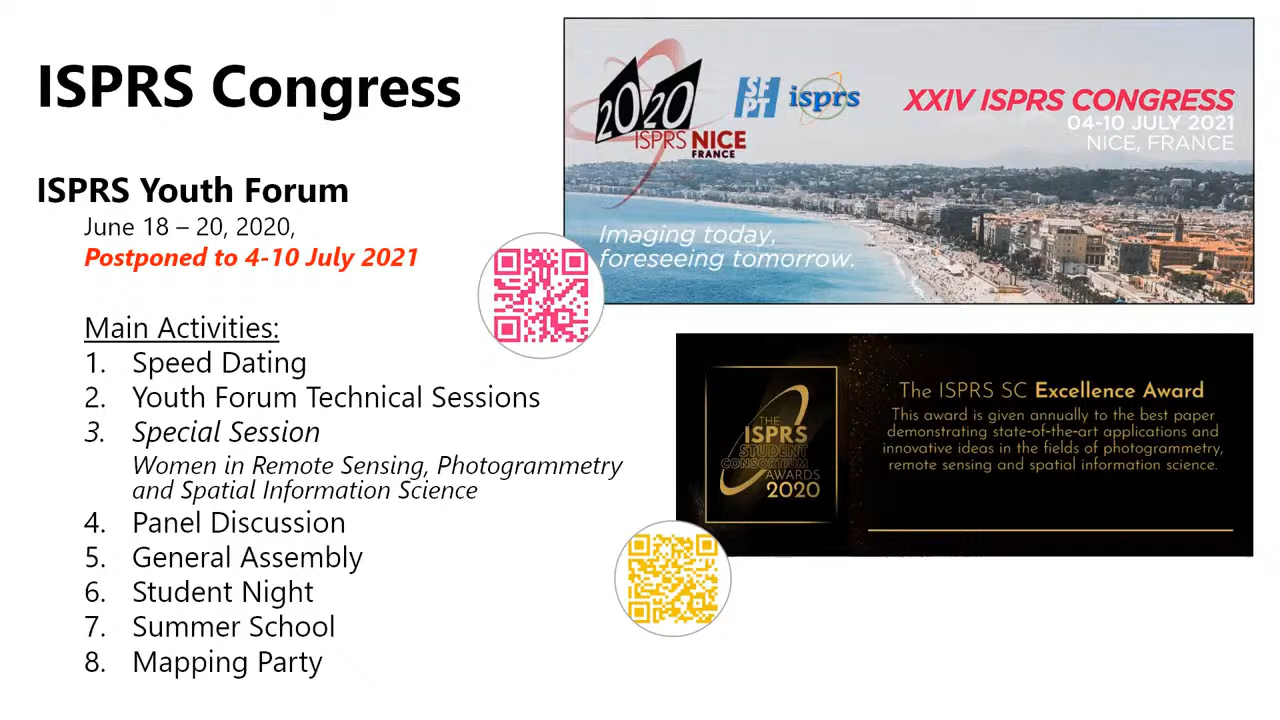 ISPRS Congress
ISPRS Youth Forum
June 18 – 20, 2020,
Postponed to 4-10 July 2021
Main Activities:
1. Speed Dating
2. Youth Forum Technical Sessions
3. Special Session
Women in Remote Sensing, Photogrammetry
and Spatial Information Science
4. Panel Discussion
5. General Assembly
6. Student Night
7. Summer School
8. Mapping Party
2020
ISPRS NICE
FRANCE
SF
PT
isprs
XXIV ISPRS CONGRESS
04-10 JULY 2021
NICE, FRANCE
Imaging today,
foreseeing tomorrow.
THE
ISPRS
STUDENT
CONSORTIUM
AWARDS
2020
The ISPRS SC Excellence Award
This award is given annually to the best paper
demonstrating state-of-the-art applications and
innovative ideas in the fields of photogrammetry,
remote sensing and spatial information science.